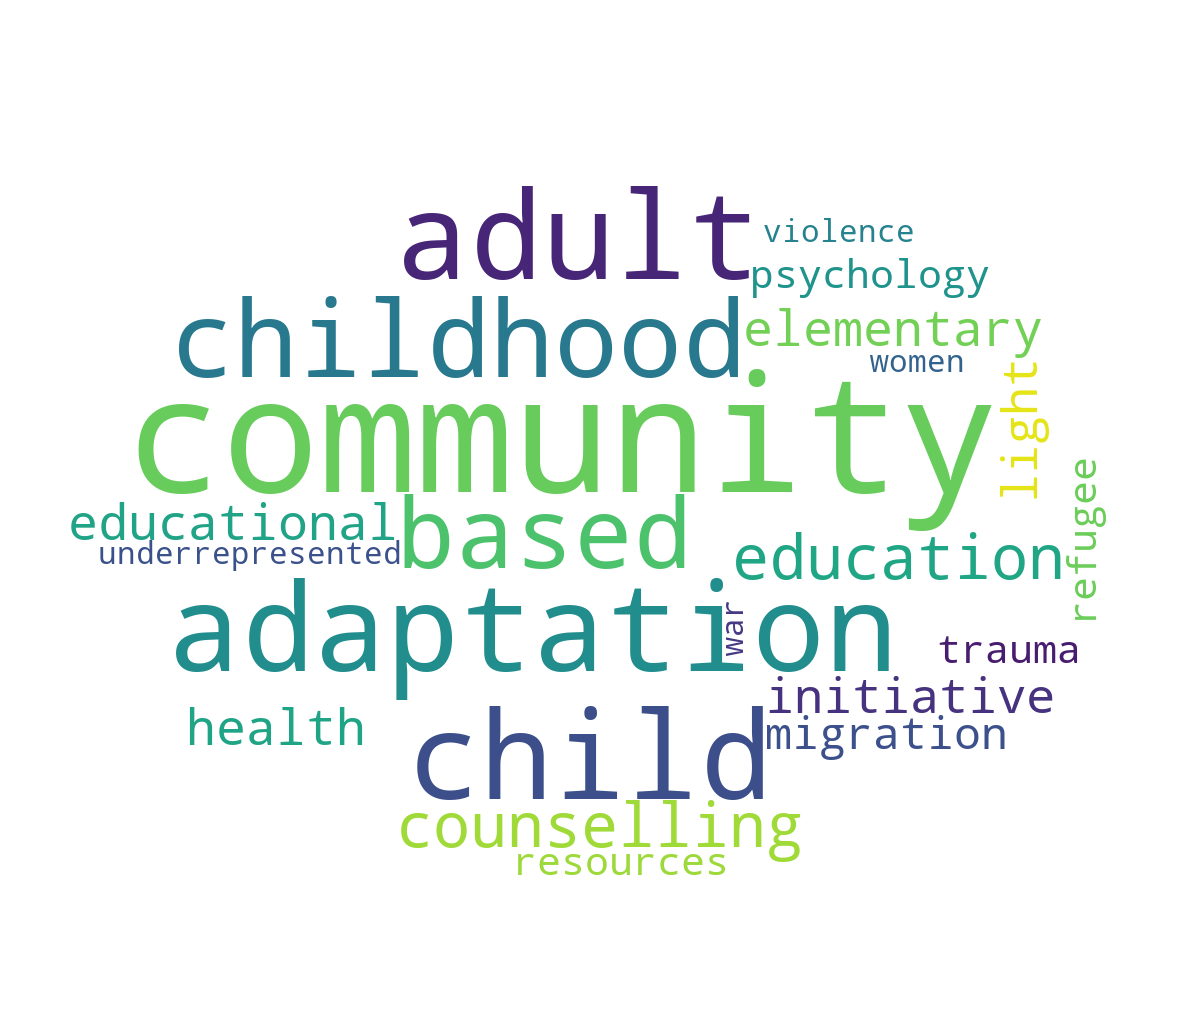 adult
violence
psychology
childhood
elementary
women
community
light
educational
based
underrepresented
education
refugee
adaptation
war
trauma
initiative
health
child
migration
counselling
resources